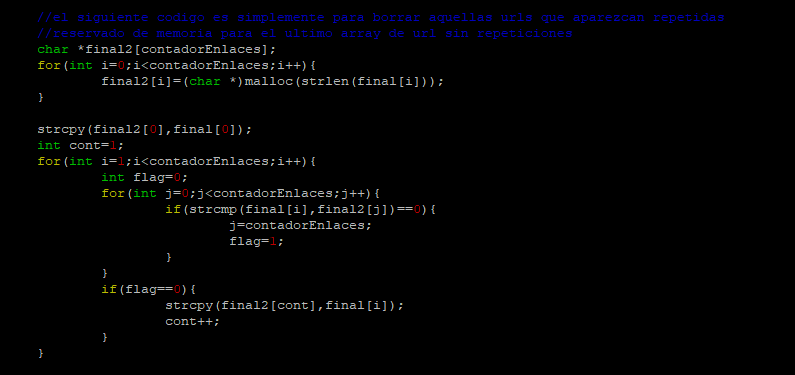 //el siguiente codigo es simplemente para borrar aquellas urls que aparezcan repetidas
//reservado de memoria para el ultimo array de url sin repeticiones
char *final2[contadorEnlaces];
for(int i=0;i<contadorEnlaces;i++){
        final2[i]=(char *)malloc(strlen(final[i]));
}

strcpy(final2[0],final[0]);
int cont=1;
for(int i=1;i<contadorEnlaces;i++){
        int flag=0;
        for(int j=0;j<contadorEnlaces;j++){
                if(strcmp(final[i],final2[j])==0){
                        j=contadorEnlaces;
                        flag=1;
                }
        }
        if(flag==0){
                strcpy(final2[cont],final[i]);
                cont++;
        }
}